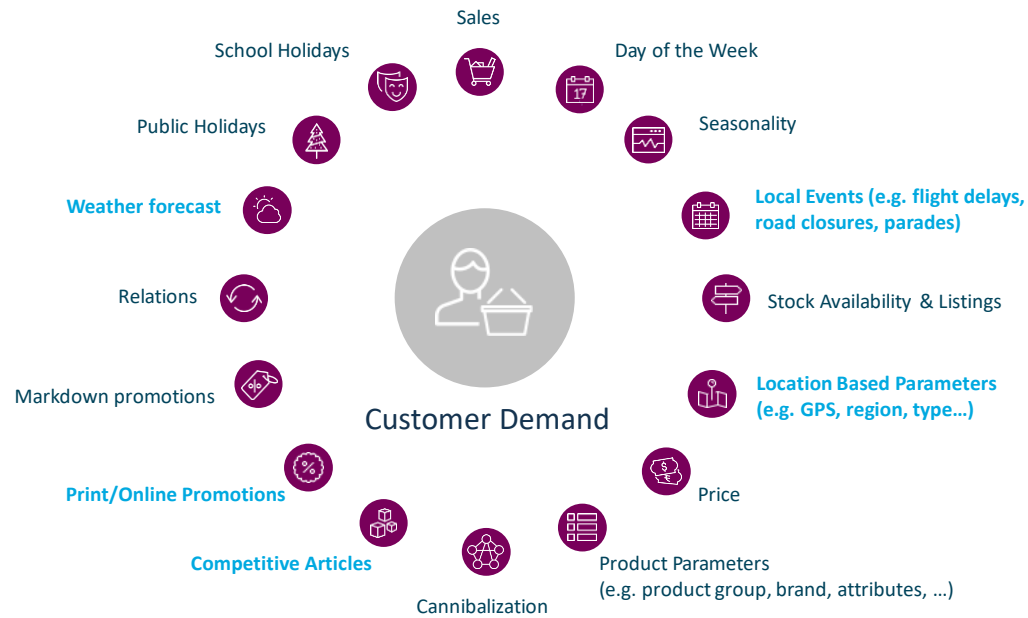 Sales
School Holidays
Day of the Week
17
Public Holidays
Seasonality
Weather forecast
Local Events (e.g. flight delays,
road closures, parades)
Relations
Stock Availability & Listings
Markdown promotions
%
Location Based Parameters
(e.g. GPS, region, type…)
Customer Demand
%
$
€
Print/Online Promotions
Price
Competitive Articles
Product Parameters
(e.g. product group, brand, attributes, …)
Cannibalization